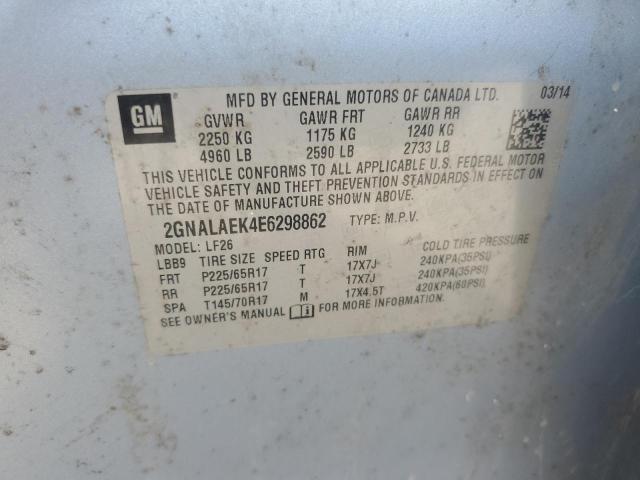 GM
MFD BY GENERAL MOTORS OF CANADA LTD. 03/14
GVWR GAWR FRT GAWR RR
2250 KG 1175 KG 1240 KG
4960 LB 2590 LB 2733 LB
THIS VEHICLE CONFORMS TO ALL APPLICABLE U.S. FEDERAL MOTOR
VEHICLE SAFETY AND THEFT PREVENTION STANDARDS IN EFFECT ON
THE DATE OF MANUFACTURE SHOWN ABOVE.
2GNALAEK4E6298862 TYPE: M.P.V.
MODEL: LF26
LBB9 TIRE SIZE SPEED RTG RIM COLD TIRE PRESSURE
FRT P225/65R17 T 17X7J 240KPA(35PSI)
RR P225/65R17 T 17X7J 240KPA(35PSI)
SPA T145/70R17 M 17X4.5T 420KPA(60PSI)
SEE OWNER'S MANUAL FOR MORE INFORMATION.